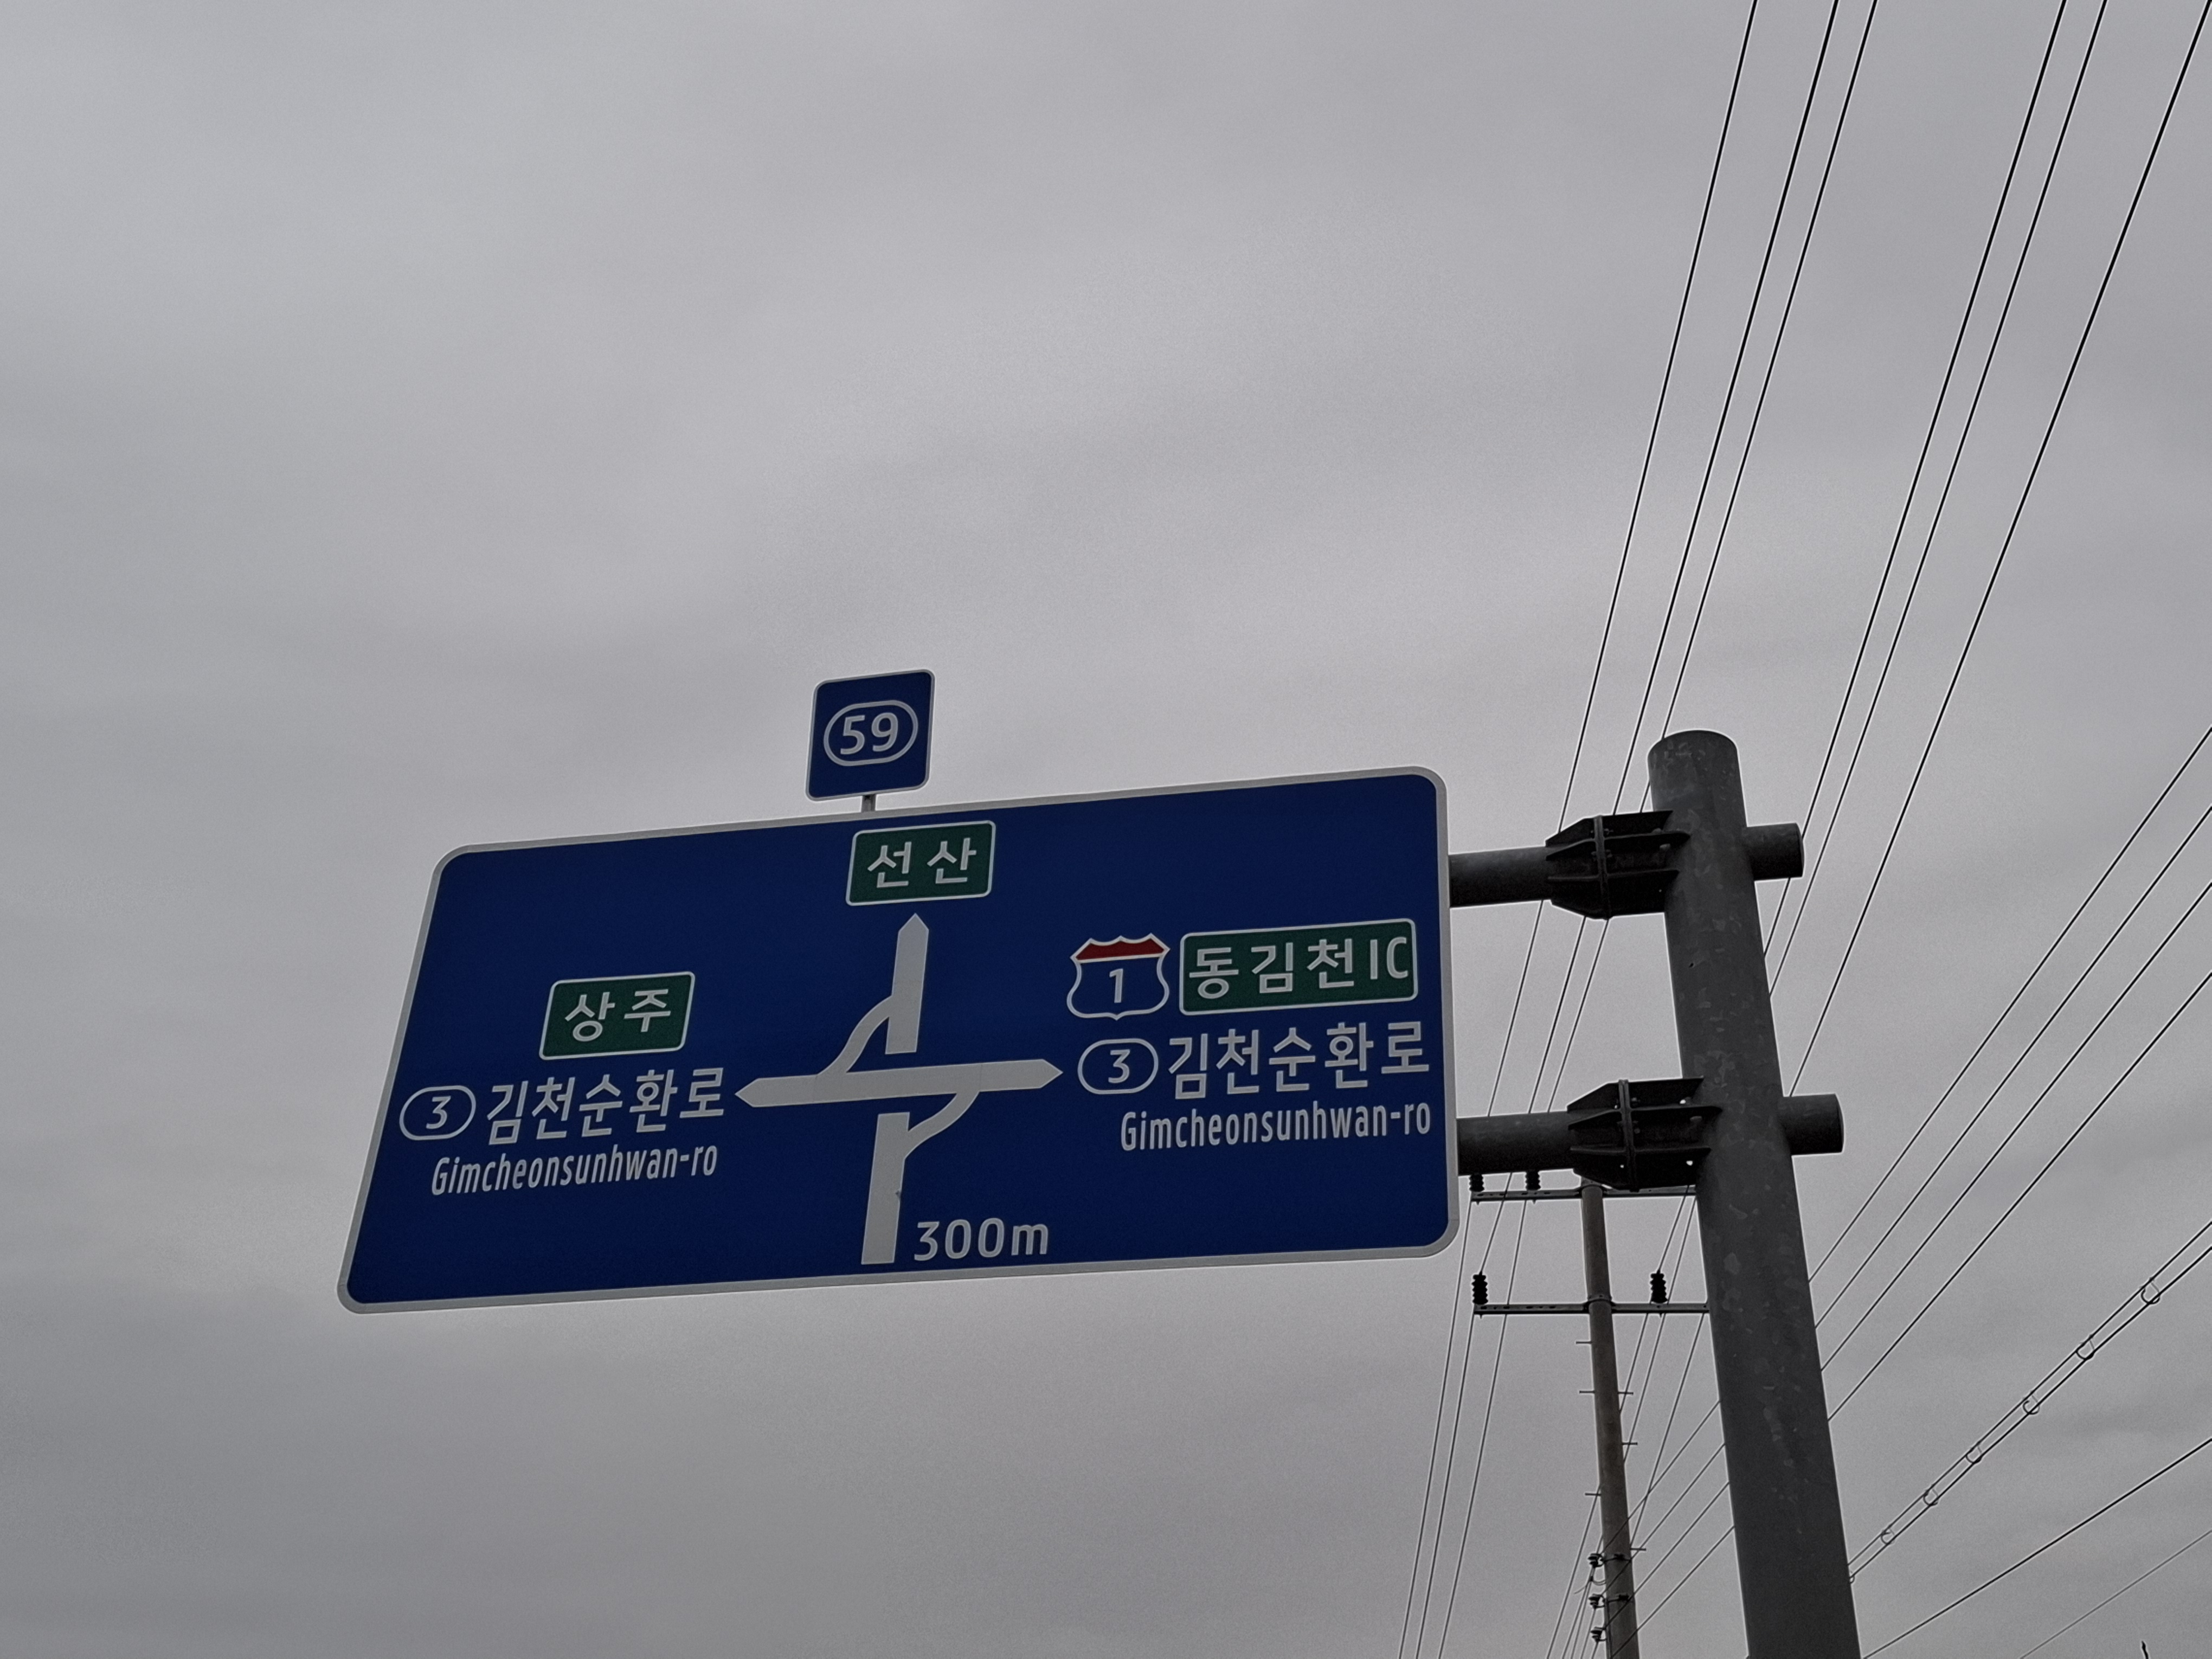 59
선산
상주
3 김천순환로
Gimcheonsunhwan-ro
1 동김천IC
3 김천순환로
Gimcheonsunhwan-ro
300m